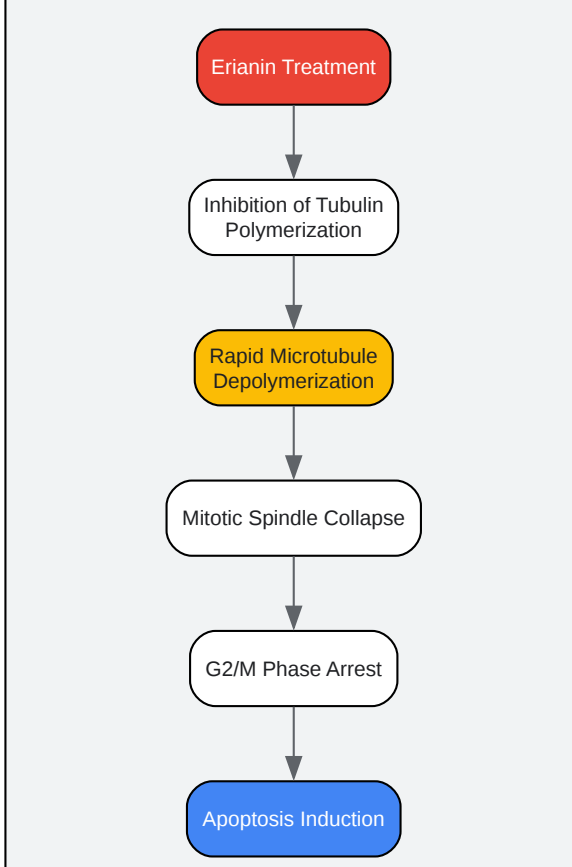 Erianin Treatment
Inhibition of Tubulin
Polymerization
Rapid Microtubule
Depolymerization
Mitotic Spindle Collapse
G2/M Phase Arrest
Apoptosis Induction